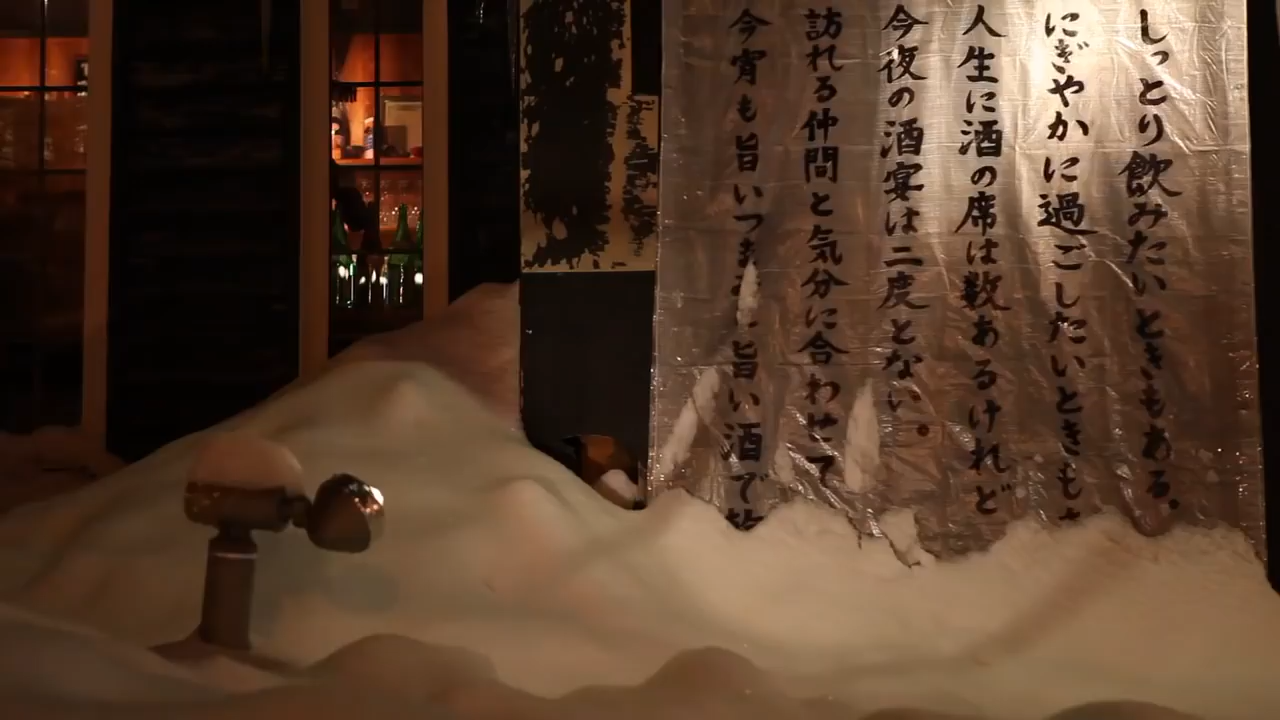 しっとり飲みたいときもある。
にぎやかに過ごしたいときも
人生に酒の席は数あるけれど
今夜の酒宴は二度とない。
訪れる仲間と気分に合わせて
今宵も旨いつまみと旨い酒で